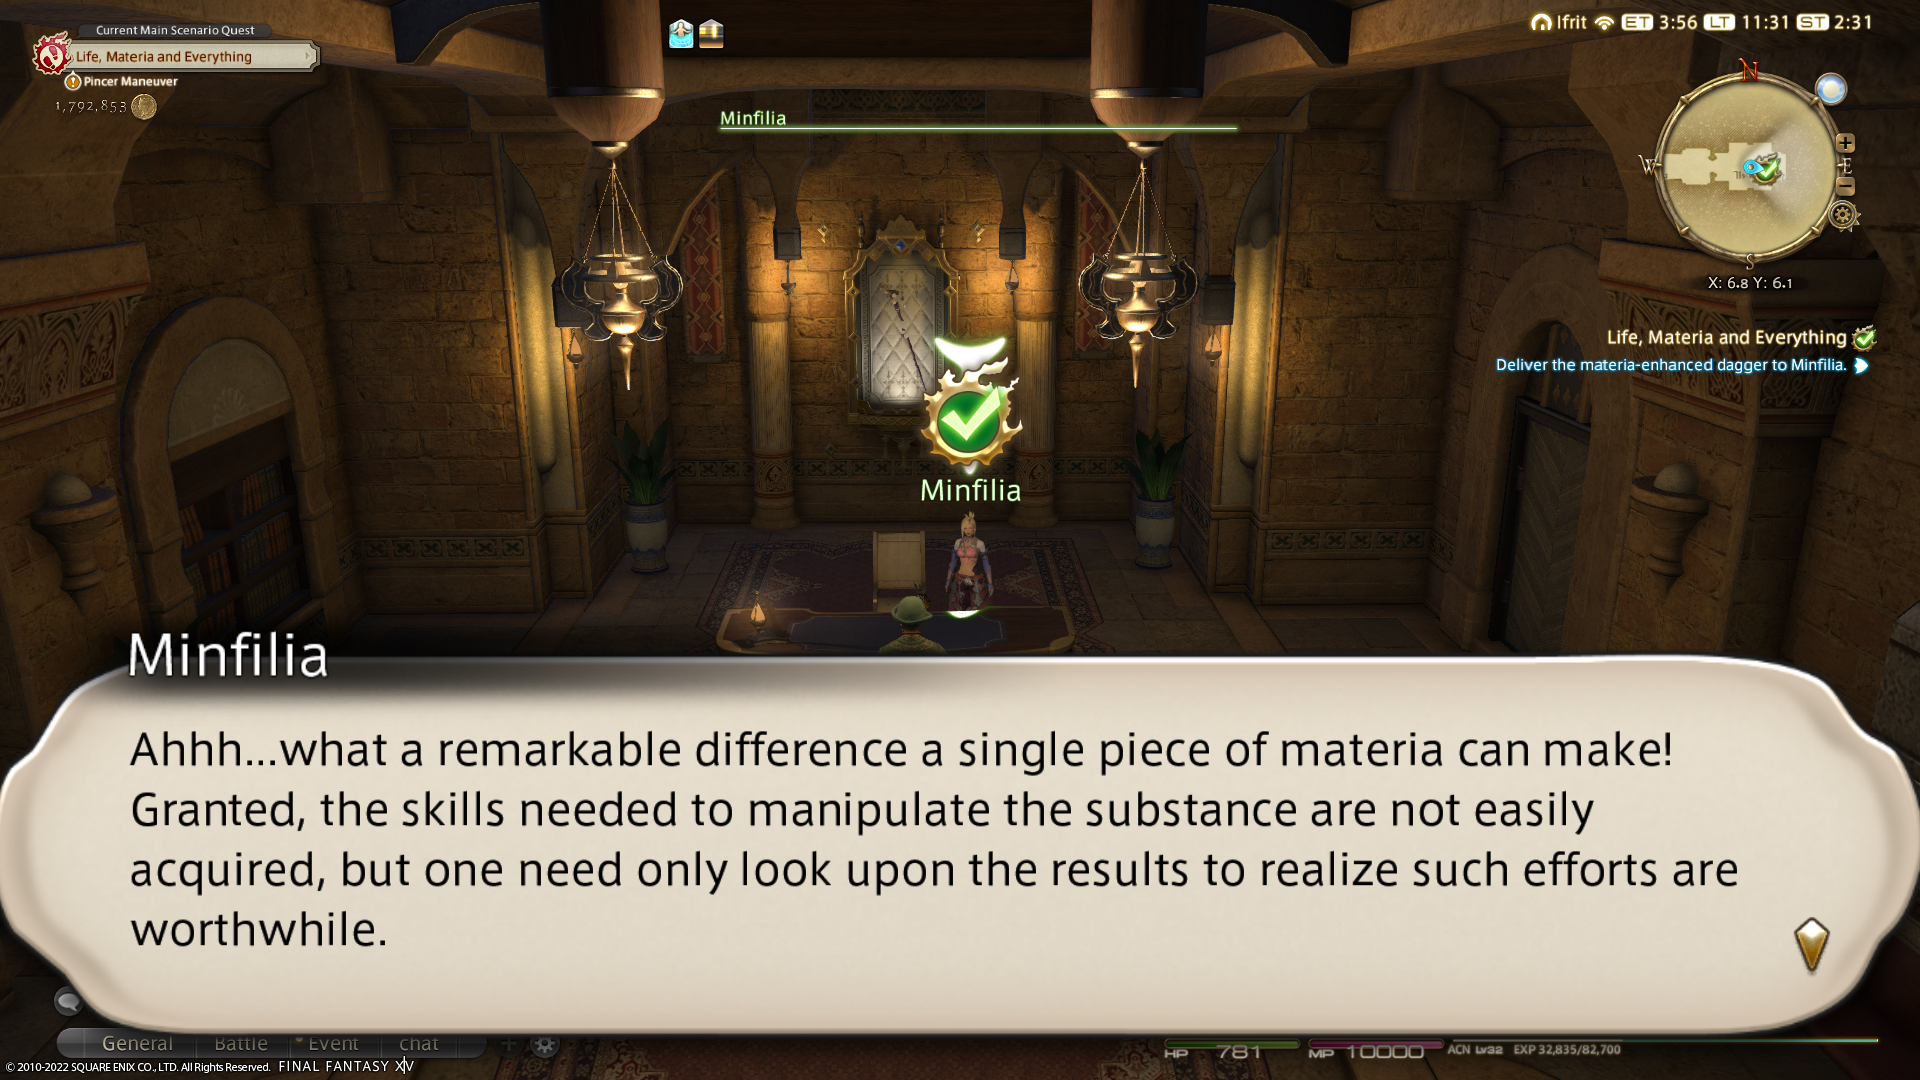 Current Main Scenario Quest
Life, Materia and Everything
Pincer Maneuver
1,792,853
Ifrit ET 3:56 LT 11:31 ST 2:31
Minfilia
N
W
E
S
X: 6.8 Y: 6.1
Life, Materia and Everything
Deliver the materia-enhanced dagger to Minfilia.
Minfilia
Minfilia
Ahhh...what a remarkable difference a single piece of materia can make!
Granted, the skills needed to manipulate the substance are not easily
acquired, but one need only look upon the results to realize such efforts are
worthwhile.
General Battle Event chat
HP 781 MP 10000 ACN Lv32 EXP 32,835/82,700
© 2010-2022 SQUARE ENIX CO., LTD. All Rights Reserved. FINAL FANTASY XIV